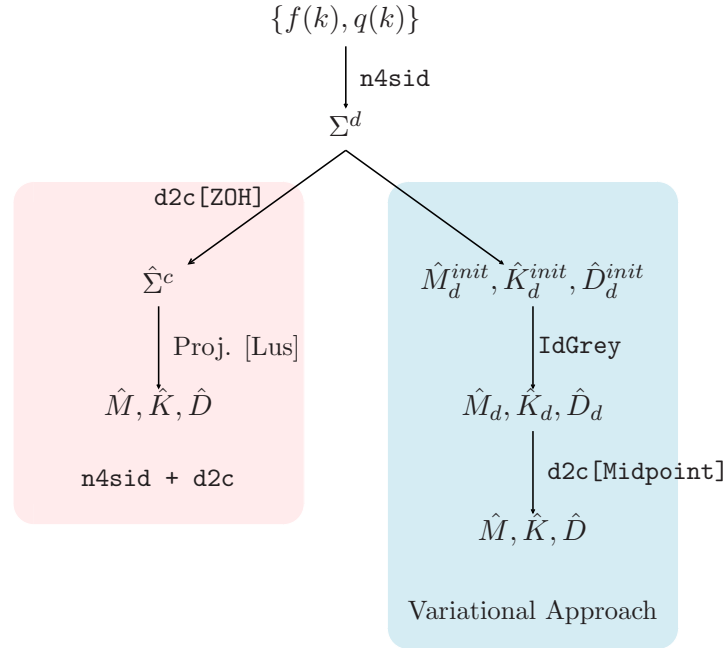 {f(k), q(k)}
n4sid
Σ^d
d2c[ZOH]
Σ̂^c
M̂_d^{init}, K̂_d^{init}, D̂_d^{init}
Proj. [Lus]
IdGrey
M̂, K̂, D̂
M̂_d, K̂_d, D̂_d
n4sid + d2c
d2c[Midpoint]
M̂, K̂, D̂
Variational Approach